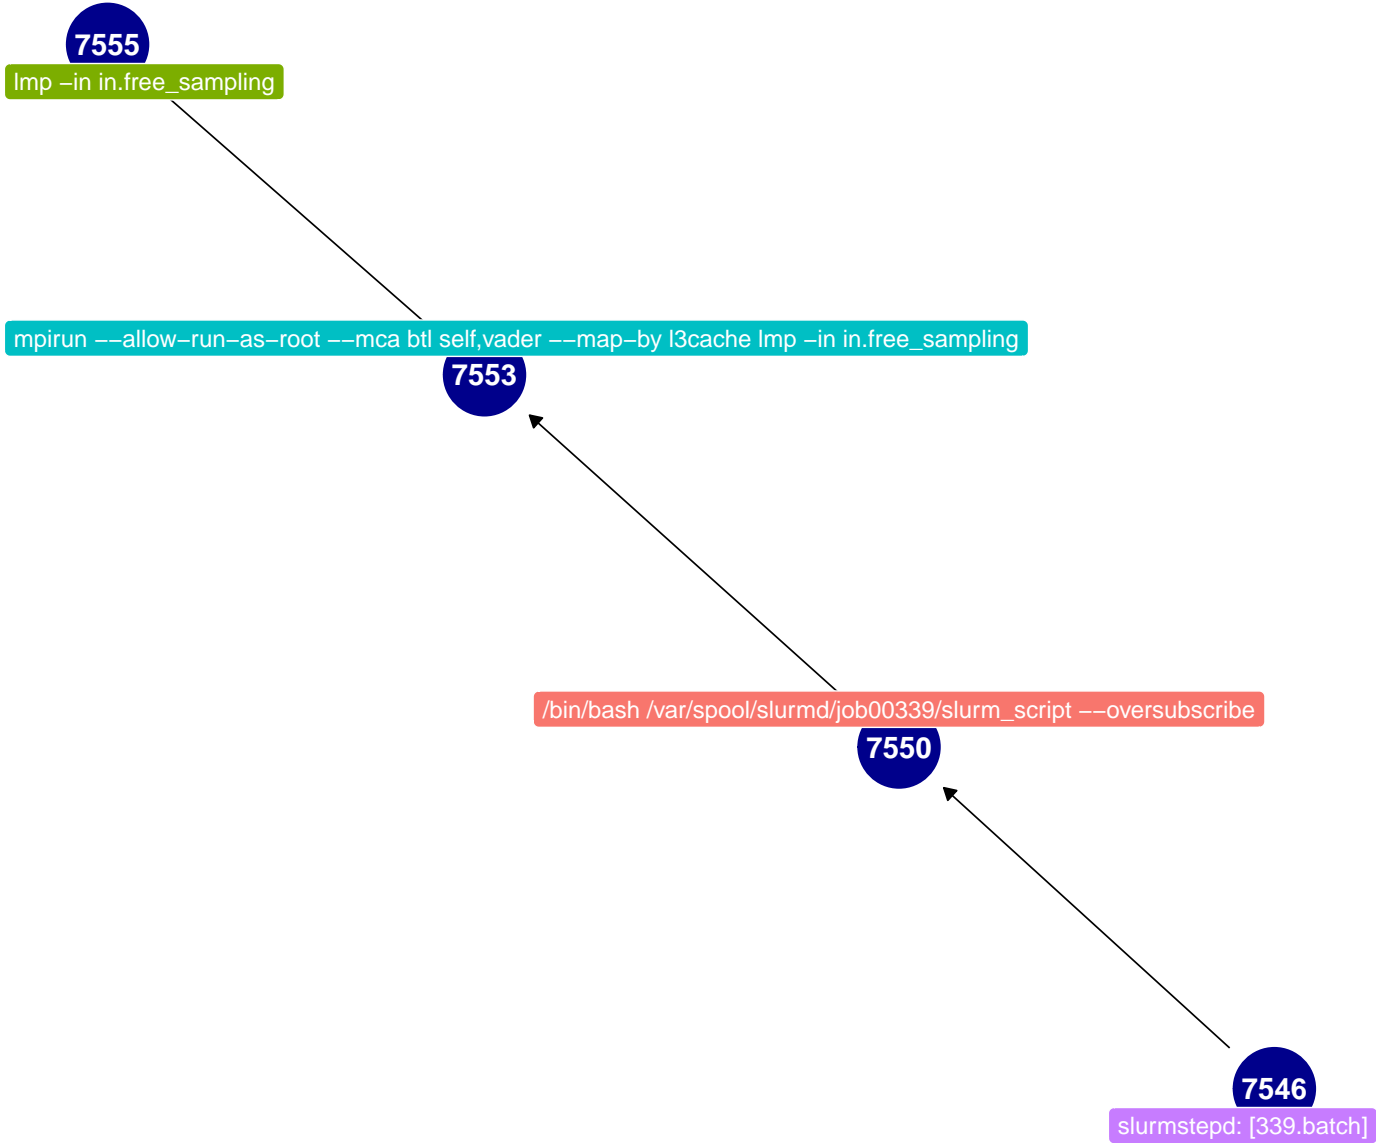 7555
lmp −in in.free_sampling
mpirun −−allow−run−as−root −−mca btl self,vader −−map−by l3cache lmp −in in.free_sampling
7553
/bin/bash /var/spool/slurmd/job00339/slurm_script −−oversubscribe
7550
7546
slurmstepd: [339.batch]